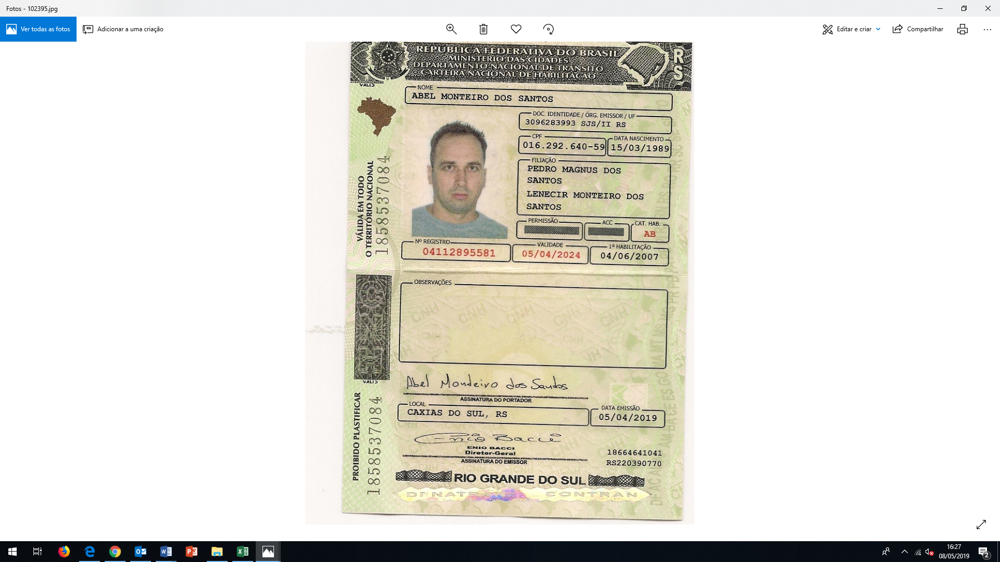 Fotos - 102395.jpg
Ver todas as fotos
Adicionar a uma criação
Editar e criar
Compartilhar
REPÚBLICA FEDERATIVA DO BRASIL
MINISTÉRIO DAS CIDADES
DEPARTAMENTO NACIONAL DE TRÂNSITO
CARTEIRA NACIONAL DE HABILITAÇÃO
RS
NOME
ABEL MONTEIRO DOS SANTOS
DOC. IDENTIDADE / ÓRG. EMISSOR / UF
3096283993 SJS/II RS
CPF
016.292.640-59
DATA NASCIMENTO
15/03/1989
FILIAÇÃO
PEDRO MAGNUS DOS
SANTOS
LENECIR MONTEIRO DOS
SANTOS
PERMISSÃO
ACC
CAT. HAB.
AB
Nº REGISTRO
04112895581
VALIDADE
05/04/2024
1ª HABILITAÇÃO
04/06/2007
VÁLIDA EM TODO
O TERRITÓRIO NACIONAL
1858537084
OBSERVAÇÕES
Abel Monteiro dos Santos
ASSINATURA DO PORTADOR
LOCAL
CAXIAS DO SUL, RS
DATA EMISSÃO
05/04/2019
PROIBIDO PLASTIFICAR
1858537084
Enio Bacci
ENIO BACCI
Diretor-Geral
ASSINATURA DO EMISSOR
18664641041
RS220390770
RIO GRANDE DO SUL
DENATRAN CONTRAN
16:27
08/05/2019
2